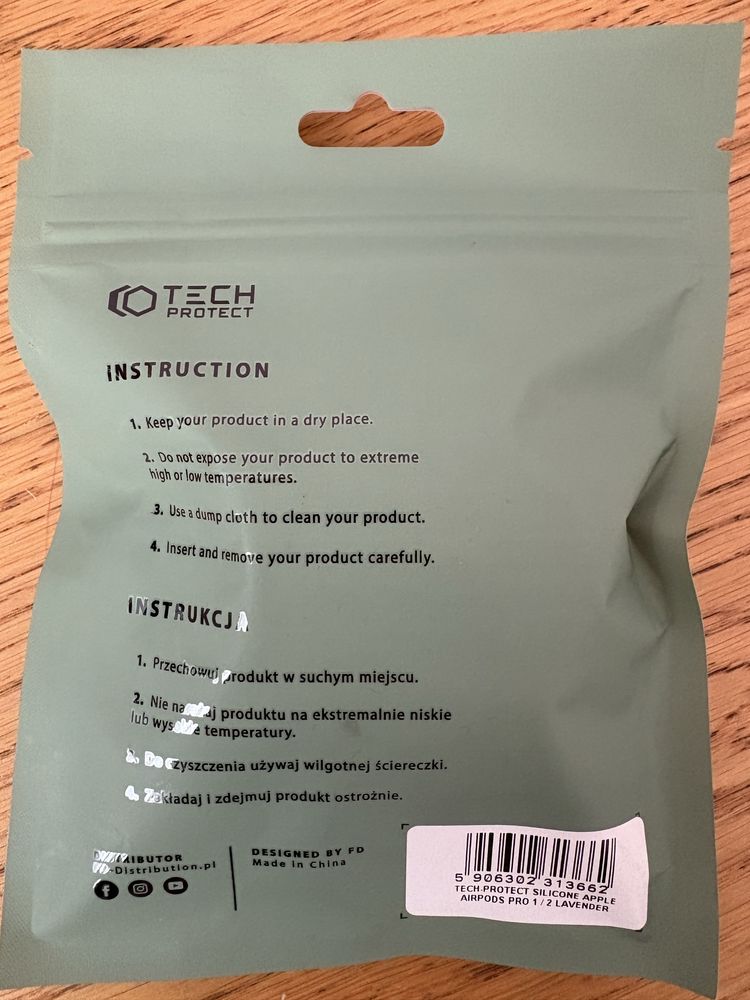 TECH
PROTECT
INSTRUCTION
1. Keep your product in a dry place.
2. Do not expose your product to extreme
high or low temperatures.
3. Use a dump cloth to clean your product.
4. Insert and remove your product carefully.
INSTRUKCJA
1. Przechowuj produkt w suchym miejscu.
2. Nie narażaj produktu na ekstremalnie niskie
lub wysokie temperatury.
3. Do czyszczenia używaj wilgotnej ściereczki.
4. Zakładaj i zdejmuj produkt ostrożnie.
DISTRIBUTOR
FD-Distribution.pl
DESIGNED BY FD
Made in China
5 906302 313662
TECH-PROTECT SILICONE APPLE
AIRPODS PRO 1 / 2 LAVENDER